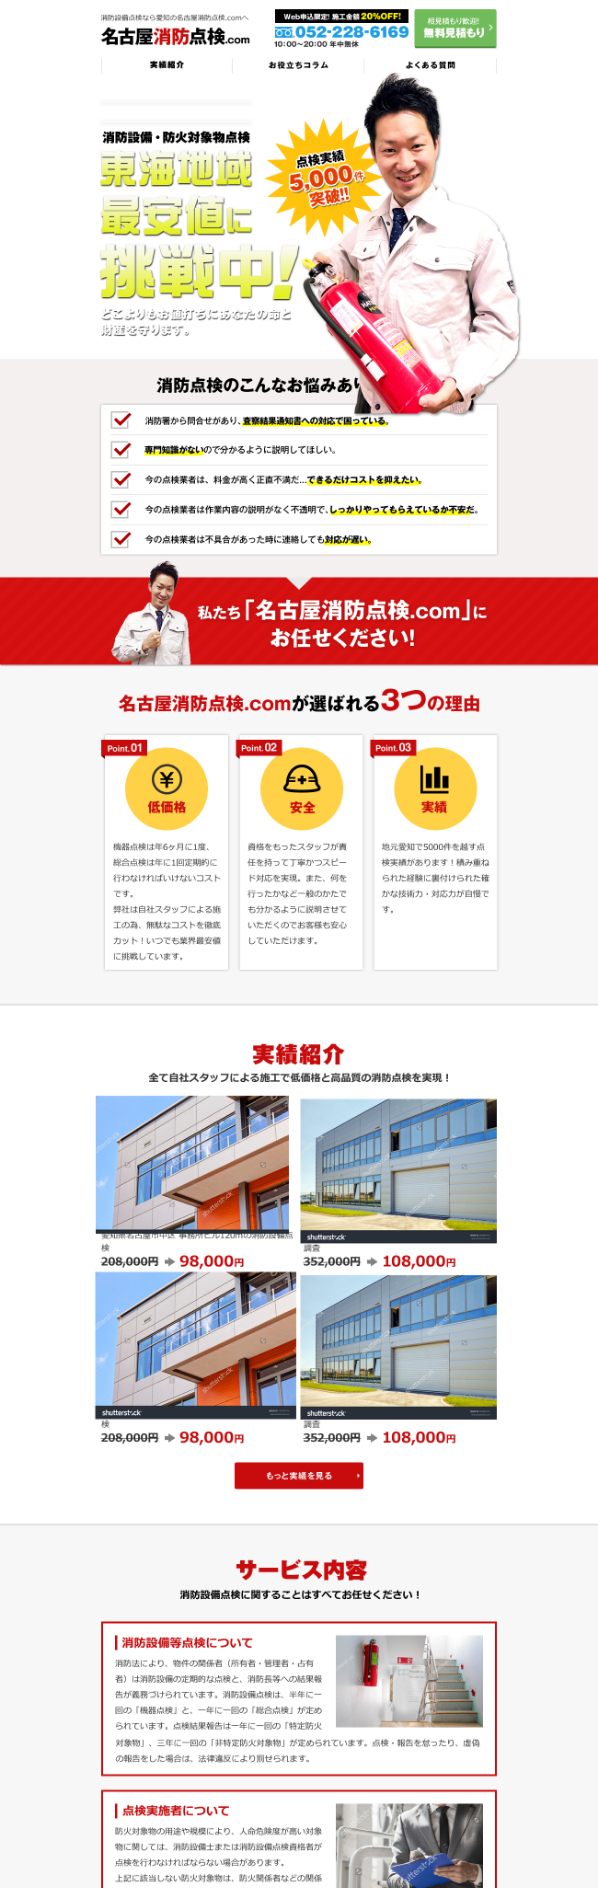 消防設備点検なら愛知の名古屋消防点検.comへ
名古屋消防点検.com
Web申込限定! 施工金額20%OFF!
052-228-6169
10:00〜20:00 年中無休
相見積もり歓迎!
無料見積もり
実績紹介
お役立ちコラム
よくある質問
消防設備・防火対象物点検
東海地域
最安値に
挑戦中!
どこよりもお値打ちにあなたの命と
財産を守ります。
点検実績
5,000件
突破!!
消防点検のこんなお悩みあり
消防署から問合せがあり、査察結果通知書への対応で困っている。
専門知識がないので分かるように説明してほしい。
今の点検業者は、料金が高く正直不満だ…できるだけコストを抑えたい。
今の点検業者は作業内容の説明がなく不透明で、しっかりやってもらえているか不安だ。
今の点検業者は不具合があった時に連絡しても対応が遅い。
私たち「名古屋消防点検.com」に
お任せください!
名古屋消防点検.comが選ばれる3つの理由
Point.01
低価格
機器点検は年6ヶ月に1度、
総合点検は年に1回定期的に
行わなければいけないコスト
です。
弊社は自社スタッフによる施
工の為、無駄なコストを徹底
カット！いつでも業界最安値
に挑戦しています。
Point.02
安全
資格をもったスタッフが責
任を持って丁寧かつスピー
ド対応を実現。また、何を
行ったかなど一般のかたで
も分かるように説明させて
いただくのでお客様も安心
していただけます。
Point.03
実績
地元愛知で5000件を越す点
検実績があります！積み重ね
られた経験に裏付けられた確
かな技術力・対応力が自慢で
す。
実績紹介
全て自社スタッフによる施工で低価格と高品質の消防点検を実現！
shutterstock
愛知県名古屋市中区 事務所ビル120mの消防設備点
検
208,000円 98,000円
調査
352,000円 108,000円
shutterstock
shutterstock
検
208,000円 98,000円
調査
352,000円 108,000円
もっと実績を見る
サービス内容
消防設備点検に関することはすべてお任せください！
消防設備等点検について
消防法により、物件の関係者（所有者・管理者・占有
者）は消防設備の定期的な点検と、消防長等への結果報
告が義務づけられています。消防設備点検は、半年に一
回の「機器点検」と、一年に一回の「総合点検」が定め
られています。点検結果報告は一年に一回の「特定防火
対象物」、三年に一回の「非特定防火対象物」が定められています。点検・報告を怠ったり、虚偽
の報告をした場合は、法律違反により罰せられます。
点検実施者について
防火対象物の用途や規模により、人命危険度が高い対象
物に関しては、消防設備士または消防設備点検資格者が
点検を行わなければならない場合があります。
上記に該当しない防火対象物は、防火関係者などの関係